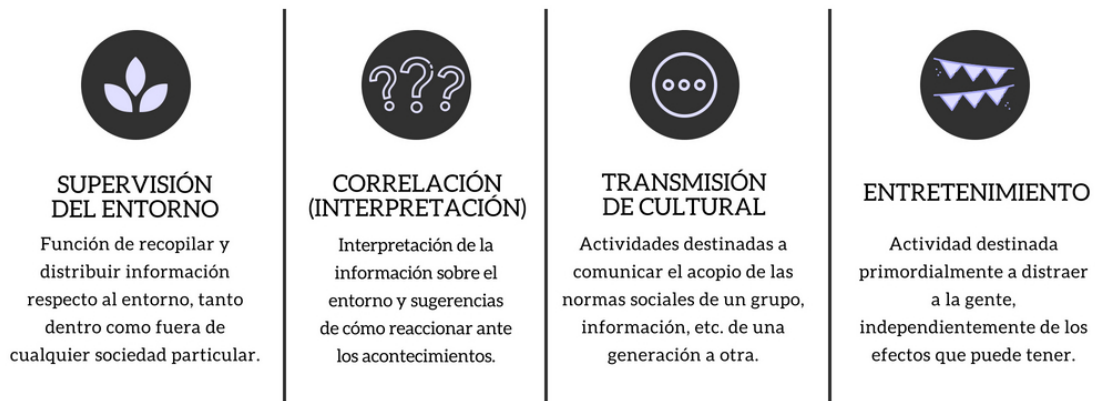 SUPERVISIÓN
DEL ENTORNO
Función de recopilar y
distribuir información
respecto al entorno, tanto
dentro como fuera de
cualquier sociedad particular.
CORRELACIÓN
(INTERPRETACIÓN)
Interpretación de la
información sobre el
entorno y sugerencias
de cómo reaccionar ante
los acontecimientos.
TRANSMISIÓN
DE CULTURAL
Actividades destinadas a
comunicar el acopio de las
normas sociales de un grupo,
información, etc. de una
generación a otra.
ENTRETENIMIENTO
Actividad destinada
primordialmente a distraer
a la gente,
independientemente de los
efectos que puede tener.